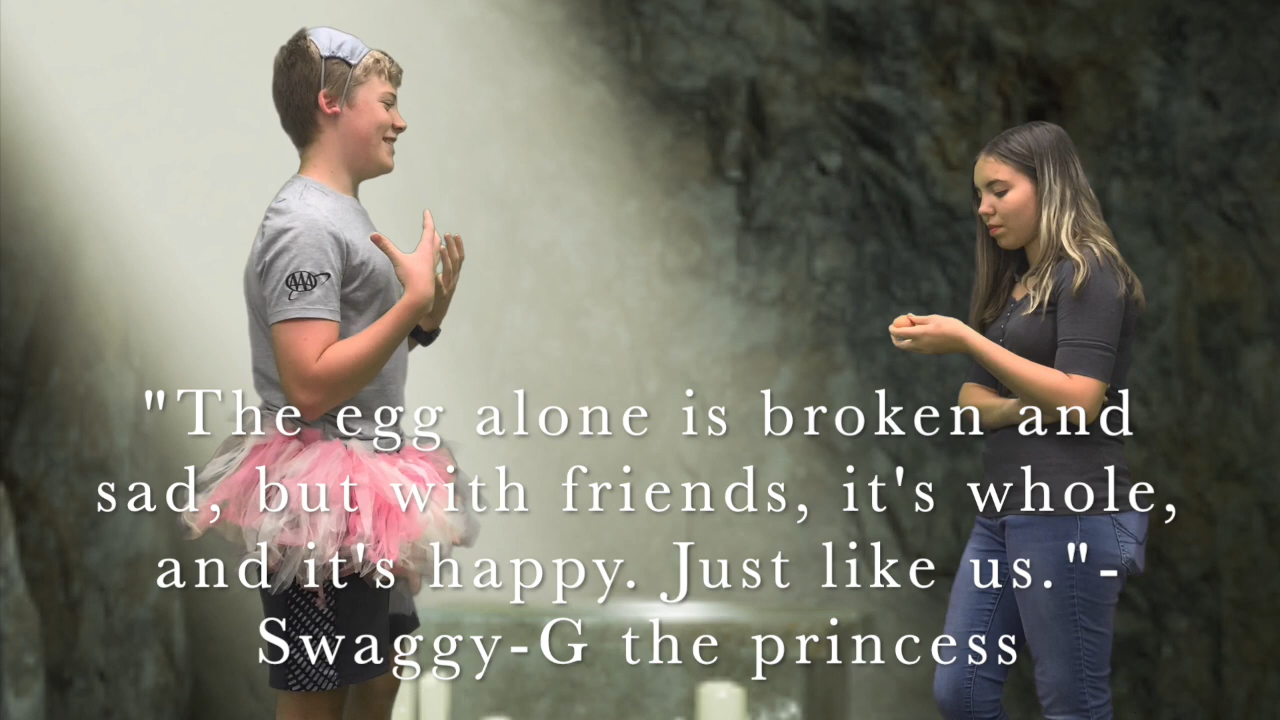 AAA
"The egg alone is broken and
sad, but with friends, it's whole,
and it's happy. Just like us."-
Swaggy-G the princess